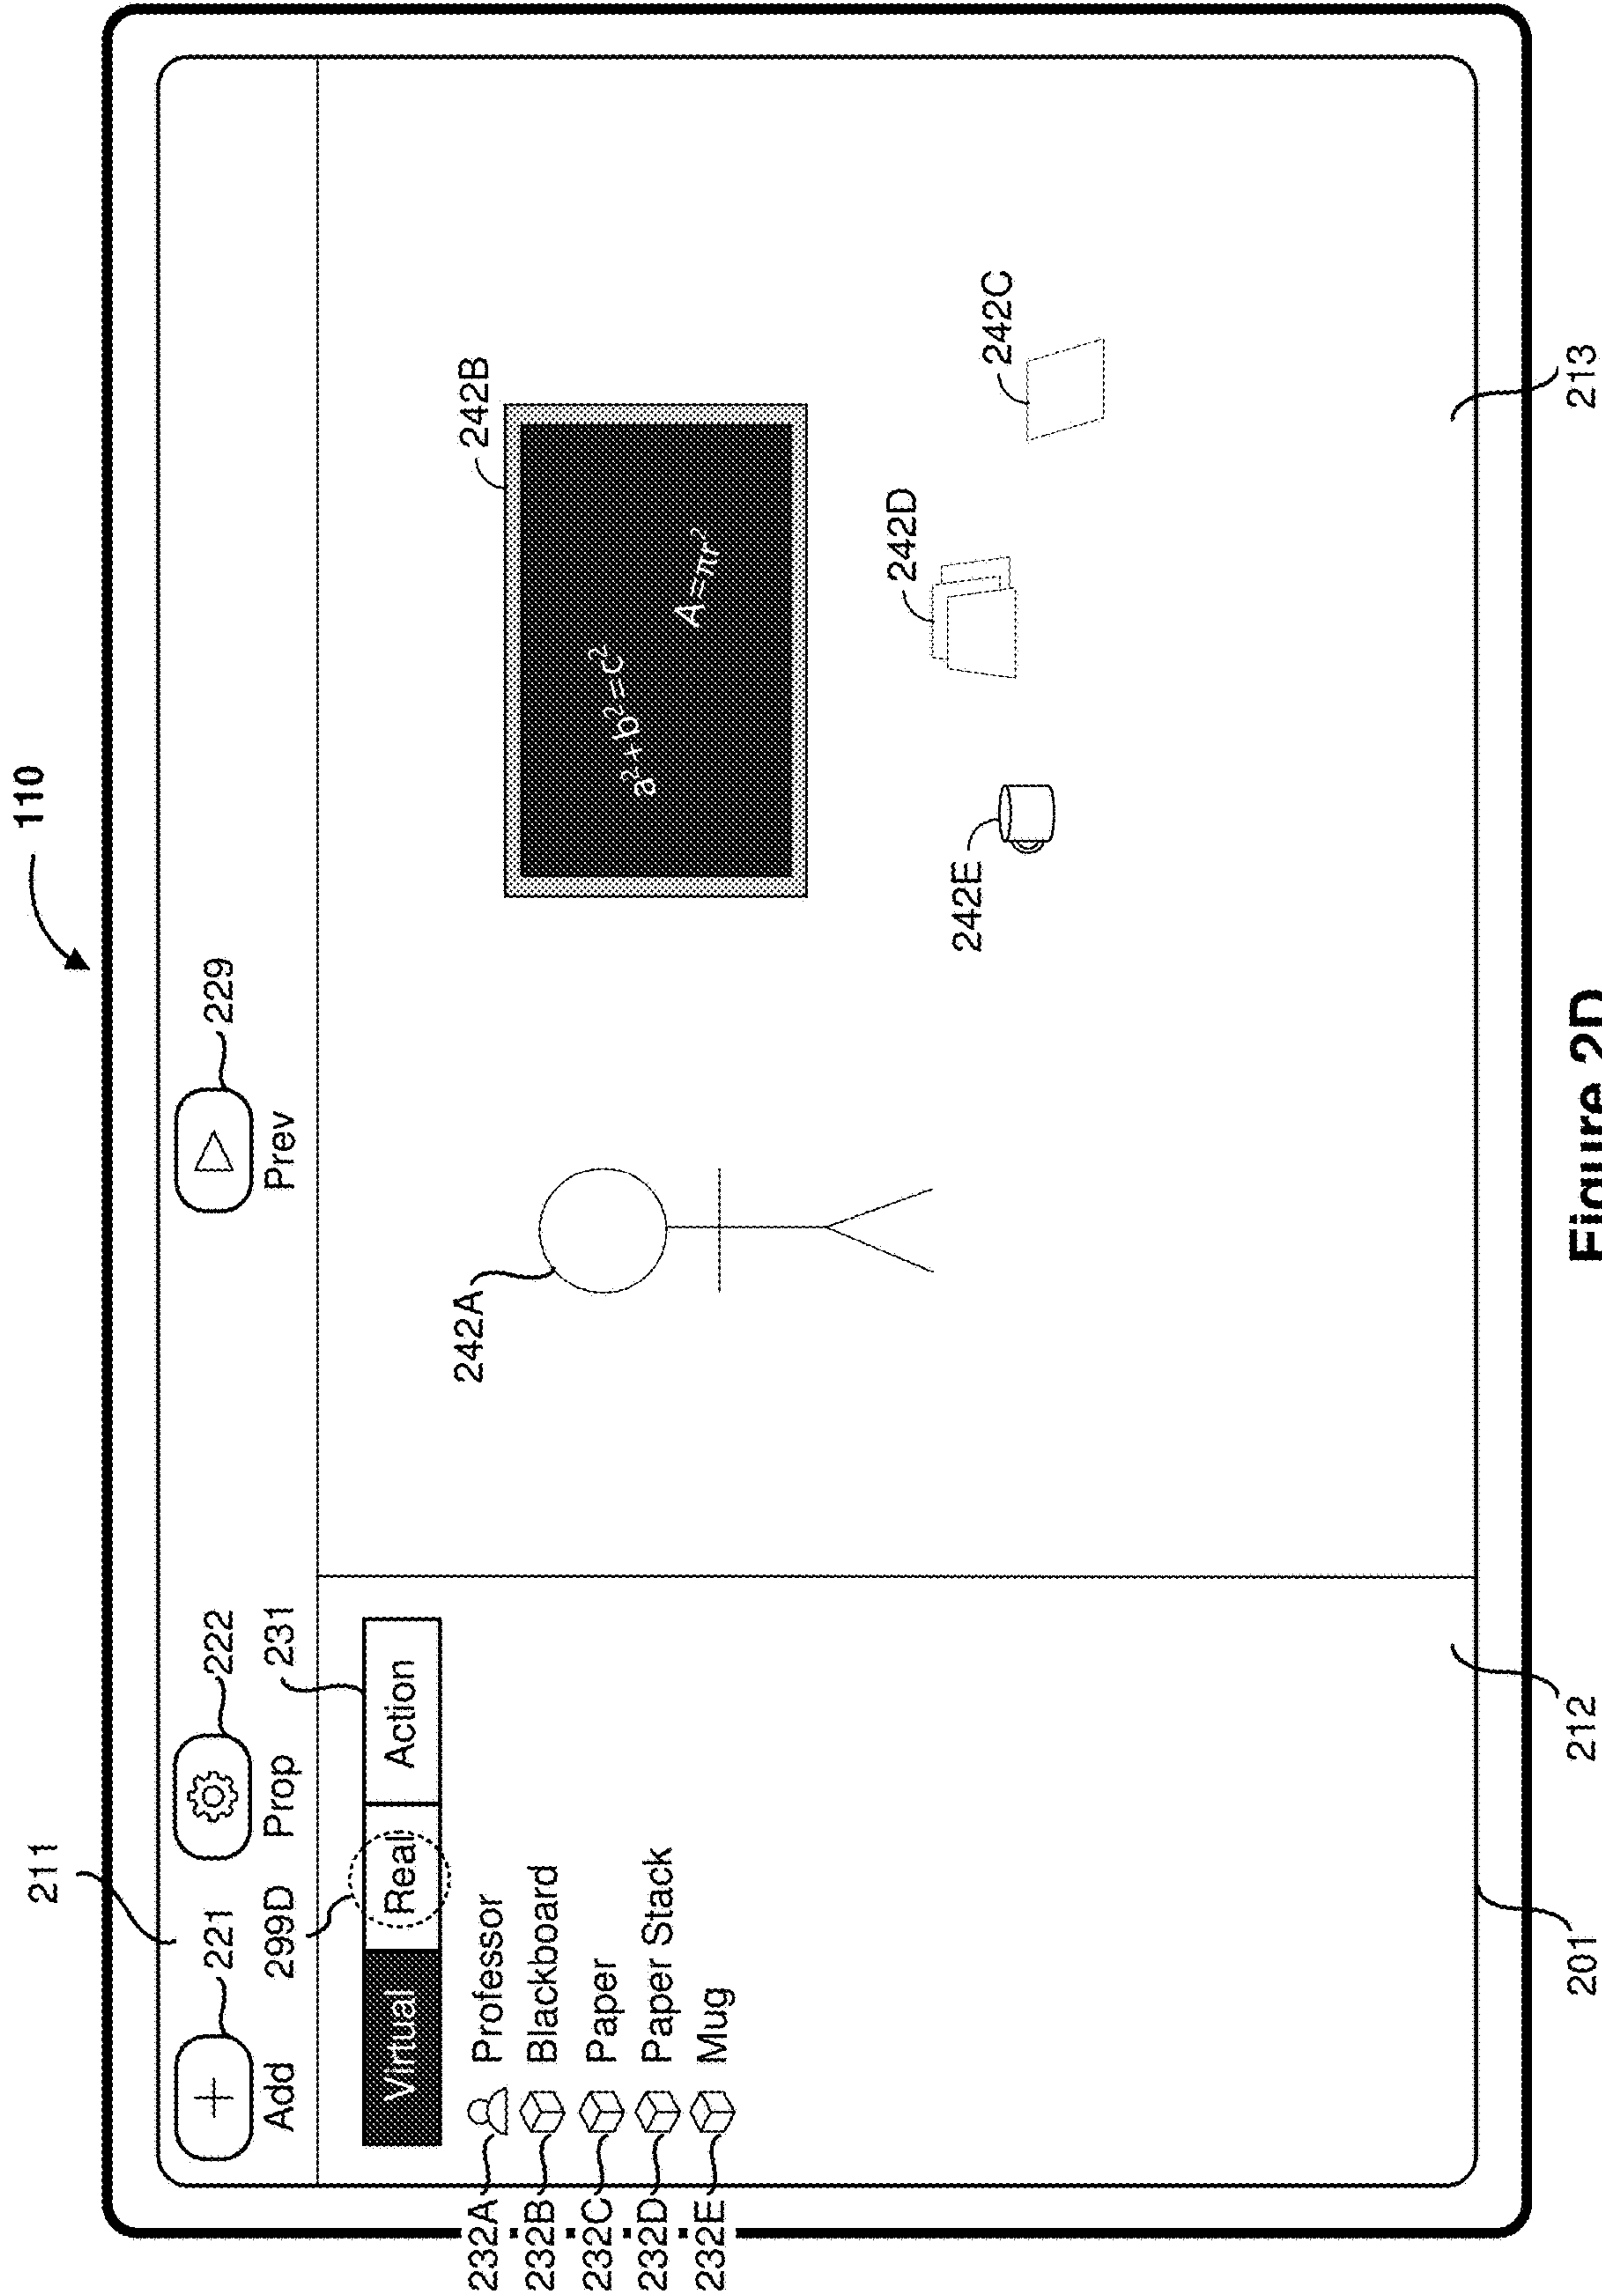 110
211
221
222
229
Add
299D
Prop
231
Prev
Virtual
Real
Action
232A
Professor
232B
Blackboard
232C
Paper
232D
Paper Stack
232E
Mug
242A
242B
a²+b²=c²
A=πr²
242E
242D
242C
201
212
213
Figure 2D